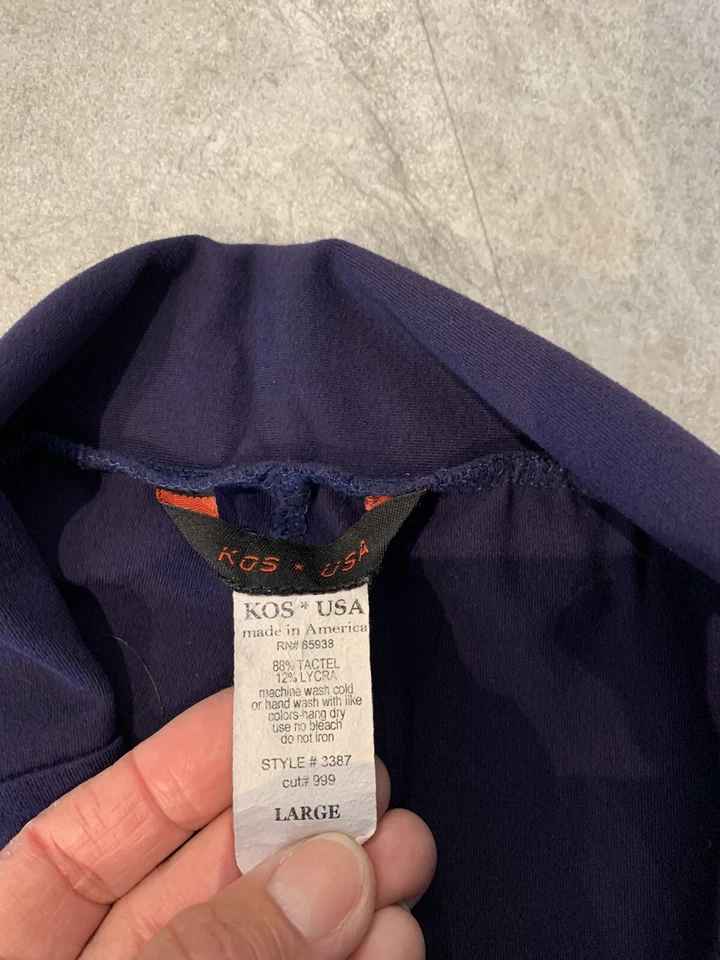 KOS * USA
KOS * USA
made in America
RN# 85938
88% TACTEL
12% LYCRA
machine wash cold
or hand wash with like
colors-hang dry
use no bleach
do not iron
STYLE # 3387
cut# 999
LARGE